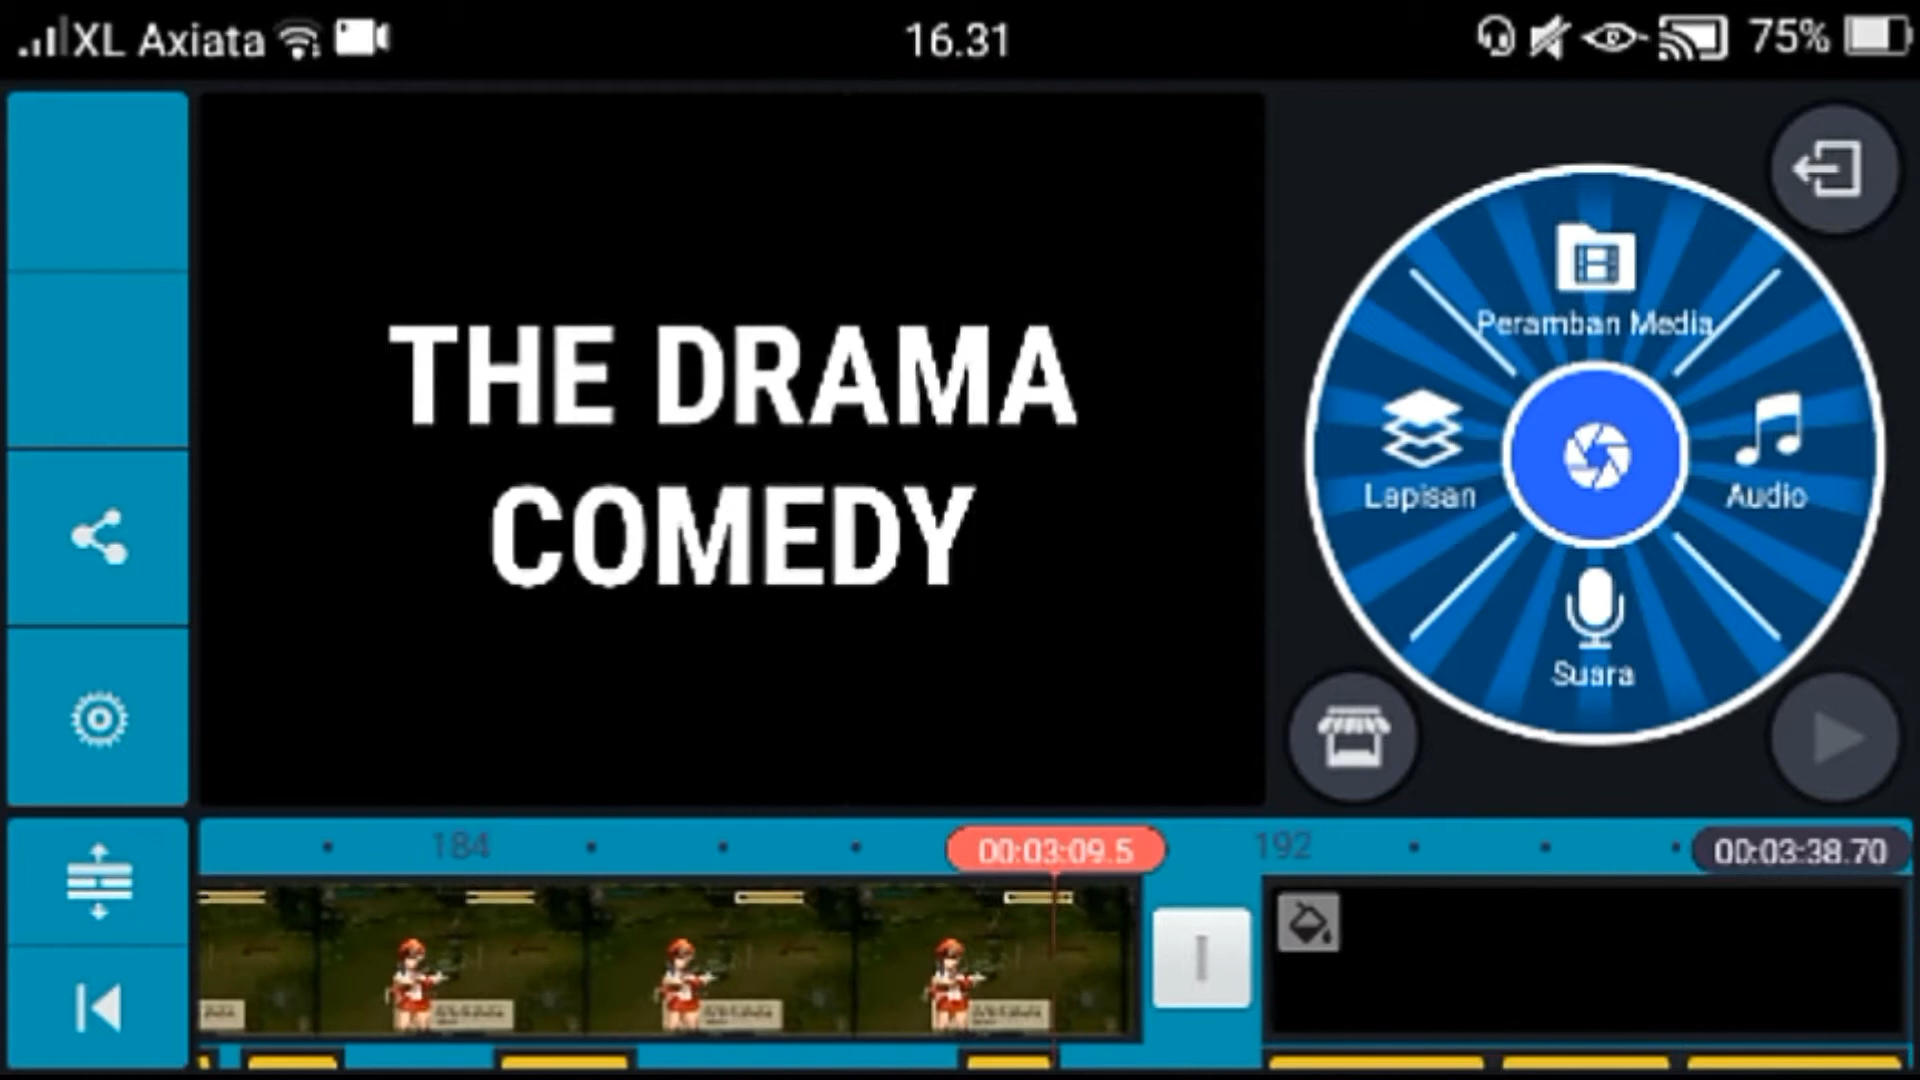 XL Axiata
16.31
75%
THE DRAMA
COMEDY
Peramban Media
Lapisan
Audio
Suara
184
00:03:09.5
192
00:03:38.70